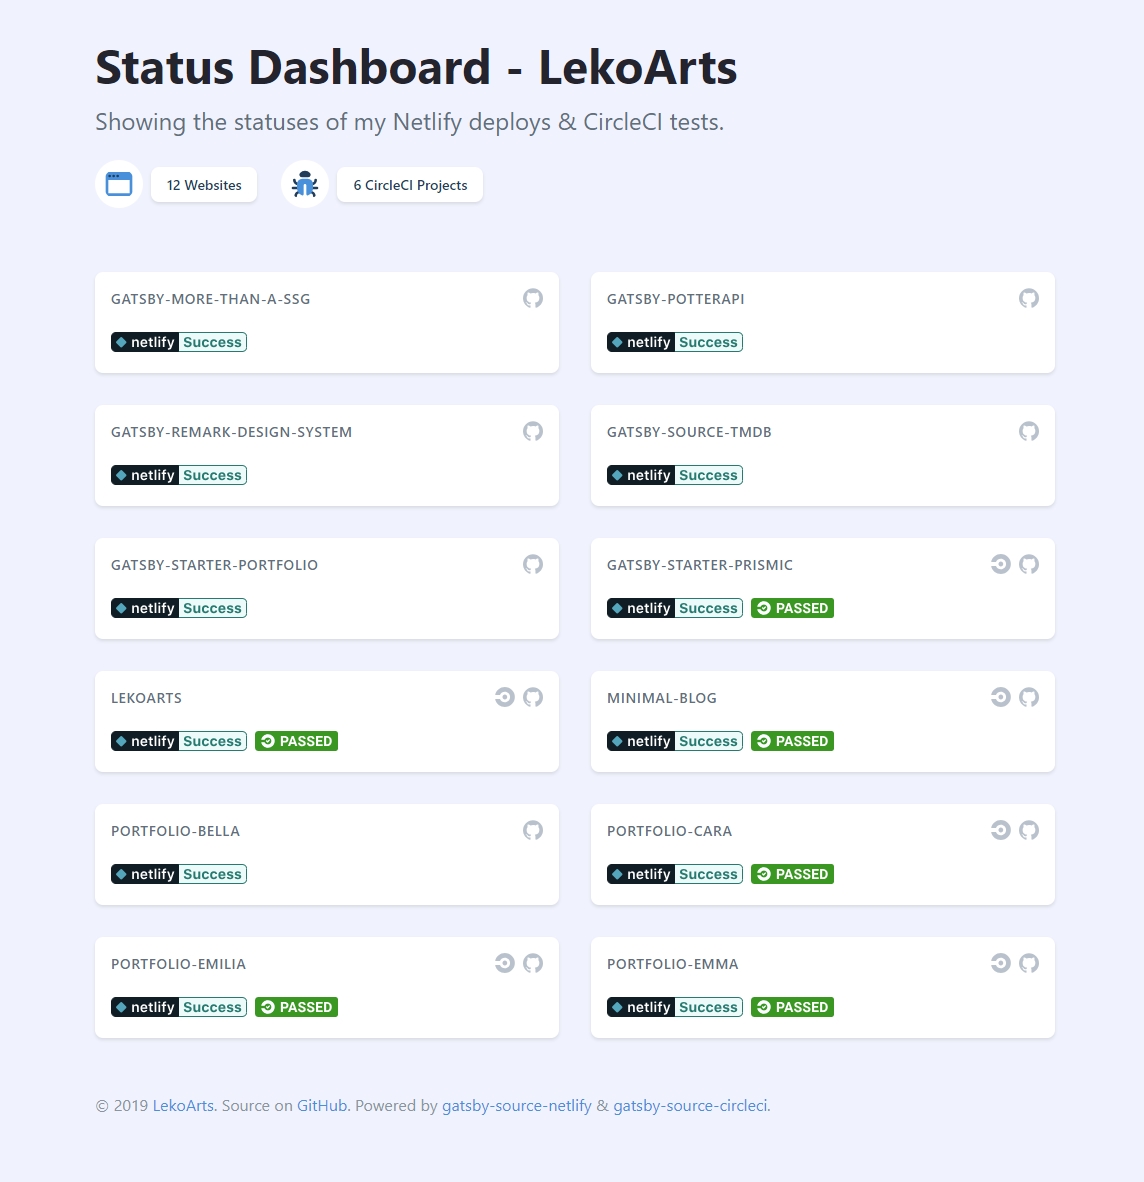 Status Dashboard - LekoArts
Showing the statuses of my Netlify deploys & CircleCI tests.
12 Websites 6 CircleCI Projects
GATSBY-MORE-THAN-A-SSG
netlify Success
GATSBY-POTTERAPI
netlify Success
GATSBY-REMARK-DESIGN-SYSTEM
netlify Success
GATSBY-SOURCE-TMDB
netlify Success
GATSBY-STARTER-PORTFOLIO
netlify Success
GATSBY-STARTER-PRISMIC
netlify Success PASSED
LEKOARTS
netlify Success PASSED
MINIMAL-BLOG
netlify Success PASSED
PORTFOLIO-BELLA
netlify Success
PORTFOLIO-CARA
netlify Success PASSED
PORTFOLIO-EMILIA
netlify Success PASSED
PORTFOLIO-EMMA
netlify Success PASSED
© 2019 LekoArts. Source on GitHub. Powered by gatsby-source-netlify & gatsby-source-circleci.